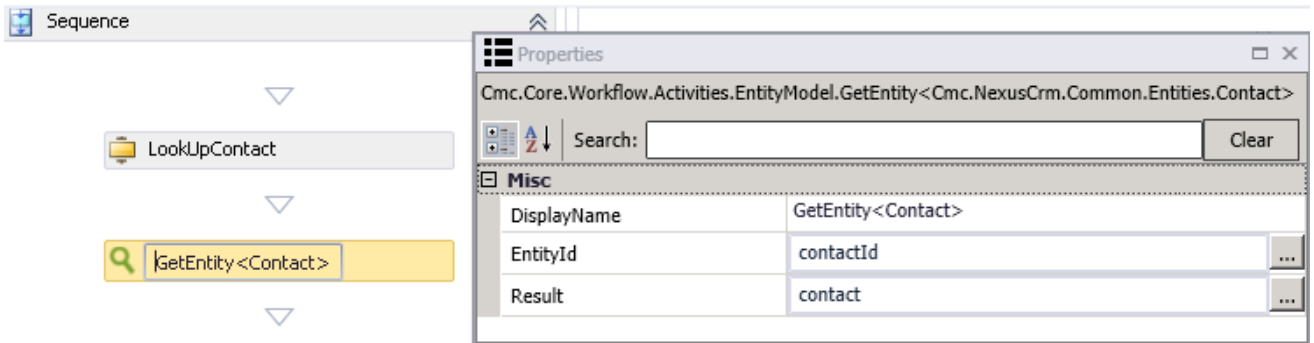 Sequence
LookUpContact
GetEntity<Contact>
Properties
Cmc.Core.Workflow.Activities.EntityModel.GetEntity<Cmc.NexusCrm.Common.Entities.Contact>
Search: Clear
Misc
DisplayName GetEntity<Contact>
EntityId contactId ...
Result contact ...